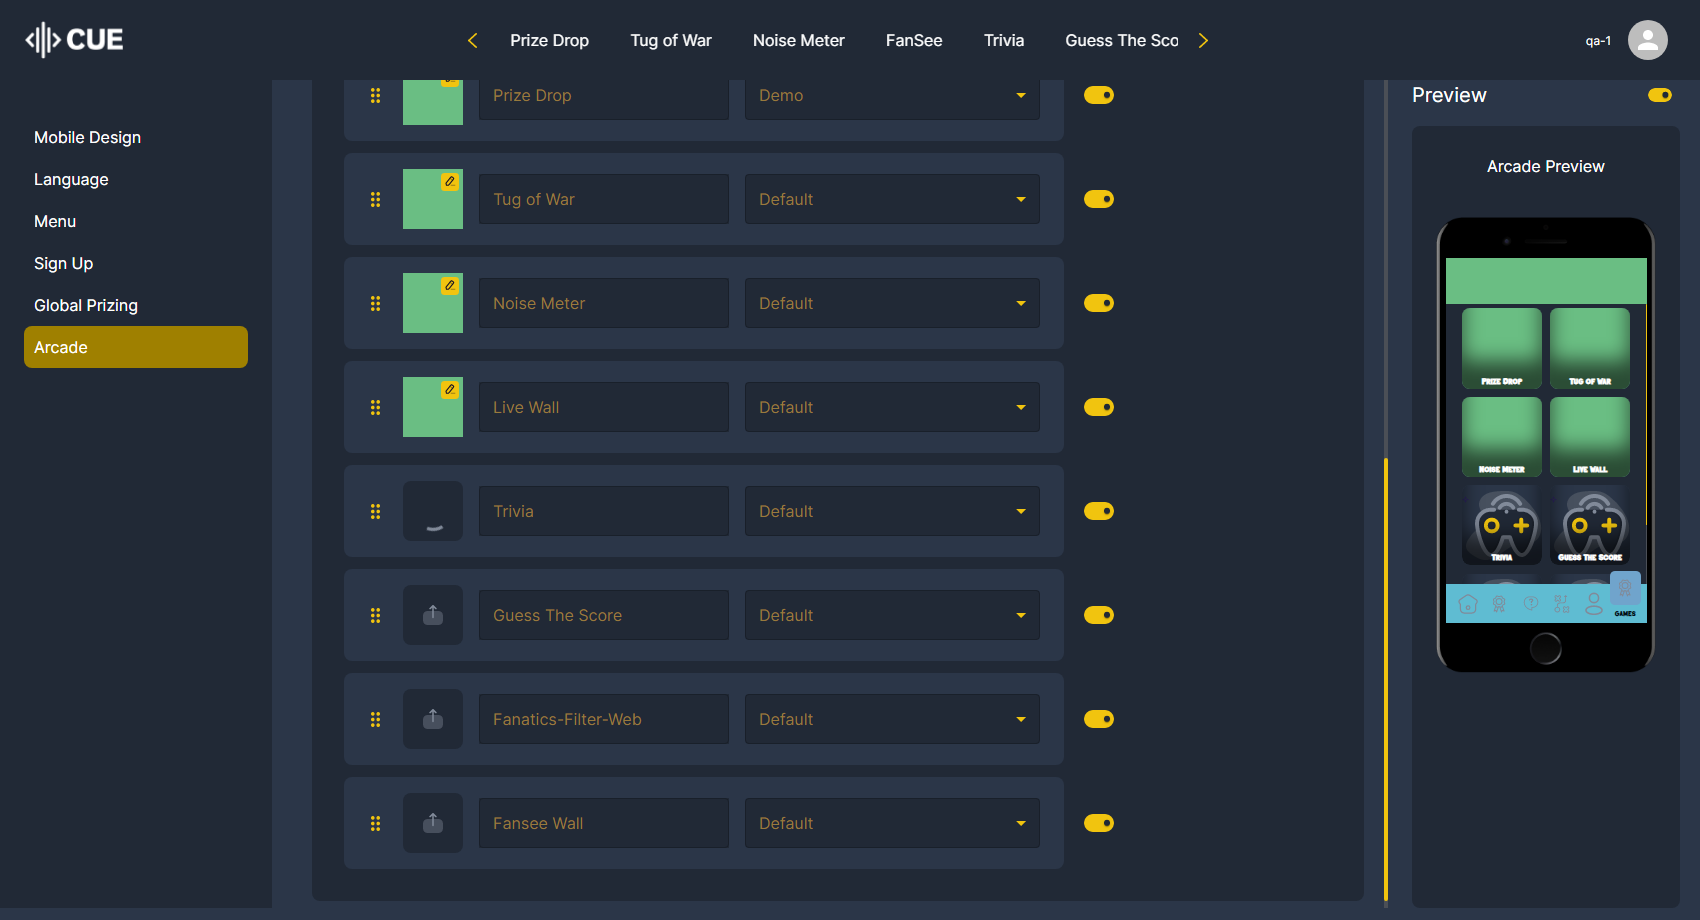 CUE
Prize Drop
Tug of War
Noise Meter
FanSee
Trivia
Guess The Sco
qa-1
Mobile Design
Language
Menu
Sign Up
Global Prizing
Arcade
Prize Drop
Demo
Tug of War
Default
Noise Meter
Default
Live Wall
Default
Trivia
Default
Guess The Score
Default
Fanatics-Filter-Web
Default
Fansee Wall
Default
Preview
Arcade Preview
Prize Drop
Tug of War
Noise Meter
Live Wall
Trivia
Guess The Score
GAMES